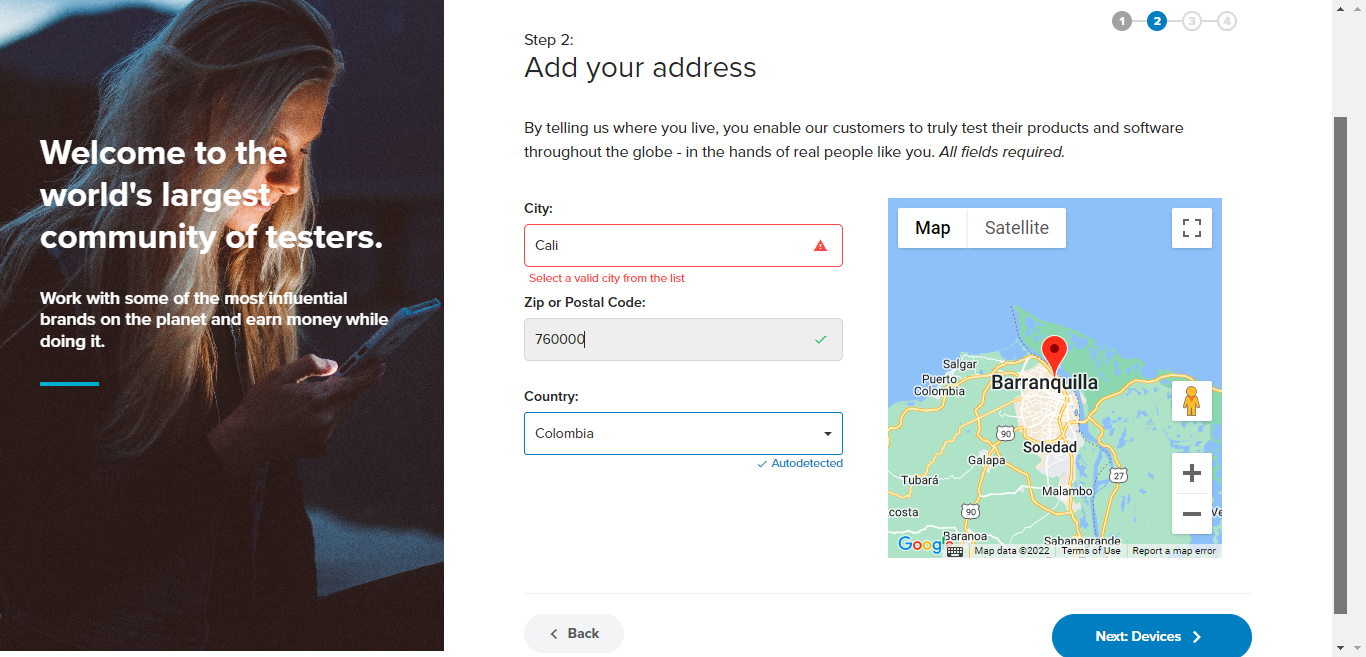 Welcome to the
world's largest
community of testers.
Work with some of the most influential
brands on the planet and earn money while
doing it.
1 2 3 4
Step 2:
Add your address
By telling us where you live, you enable our customers to truly test their products and software
throughout the globe - in the hands of real people like you. All fields required.
City:
Cali
Select a valid city from the list
Zip or Postal Code:
760000
Country:
Colombia
Autodetected
Map Satellite
Salgar
Puerto
Colombia
Barranquilla
90
Soledad
Galapa
27
Tubará
Malambo
costa
90
Ve
Baranoa
Sabanagrande
Google
Map data ©2022 Terms of Use Report a map error
Back
Next: Devices